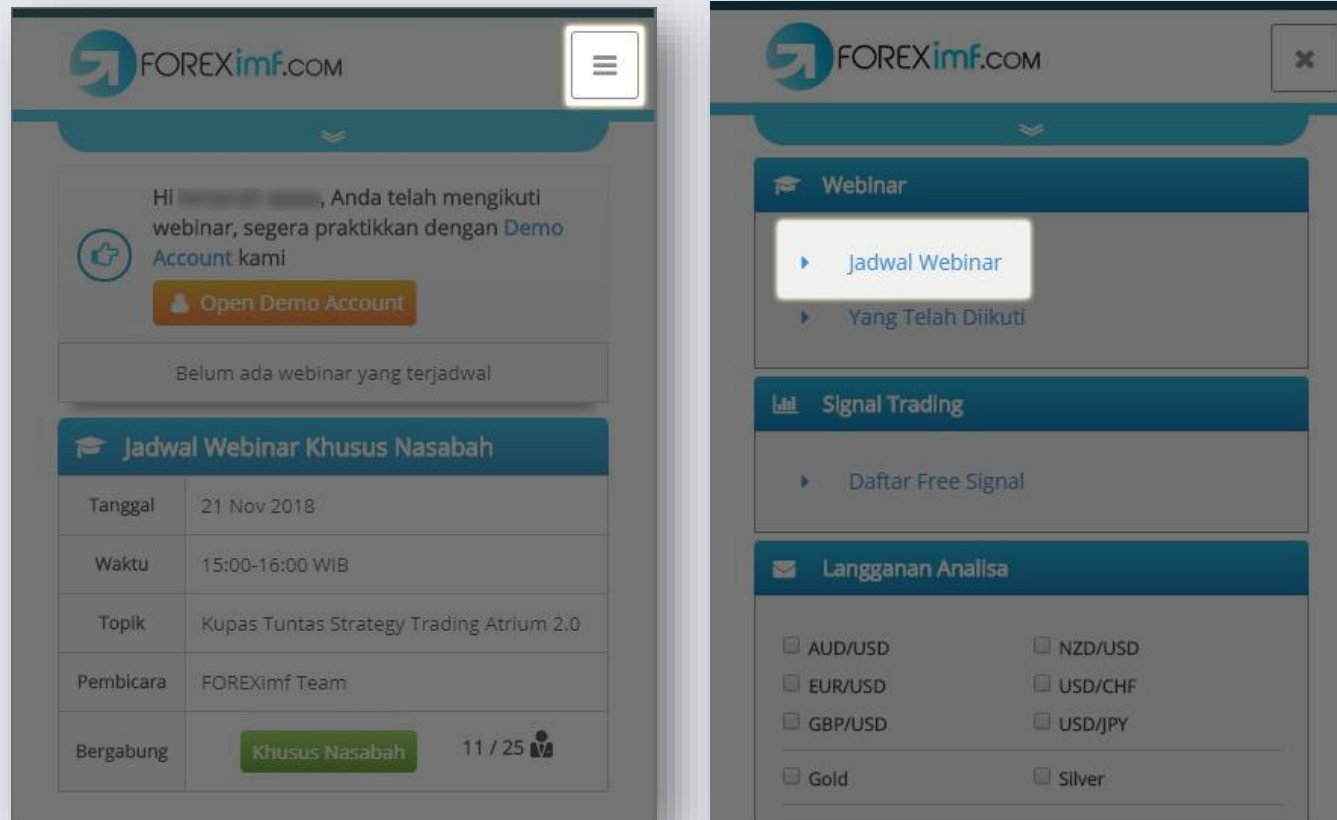 FOREXimf.COM
Hi , Anda telah mengikuti
webinar, segera praktikkan dengan Demo
Account kami
Open Demo Account
Belum ada webinar yang terjadwal
Jadwal Webinar Khusus Nasabah
Tanggal 21 Nov 2018
Waktu 15:00-16:00 WIB
Topik Kupas Tuntas Strategy Trading Atrium 2.0
Pembicara FOREXimf Team
Bergabung Khusus Nasabah 11 / 25
FOREXimf.COM
Webinar
Jadwal Webinar
Yang Telah Diikuti
Signal Trading
Daftar Free Signal
Langganan Analisa
AUD/USD NZD/USD
EUR/USD USD/CHF
GBP/USD USD/JPY
Gold Silver